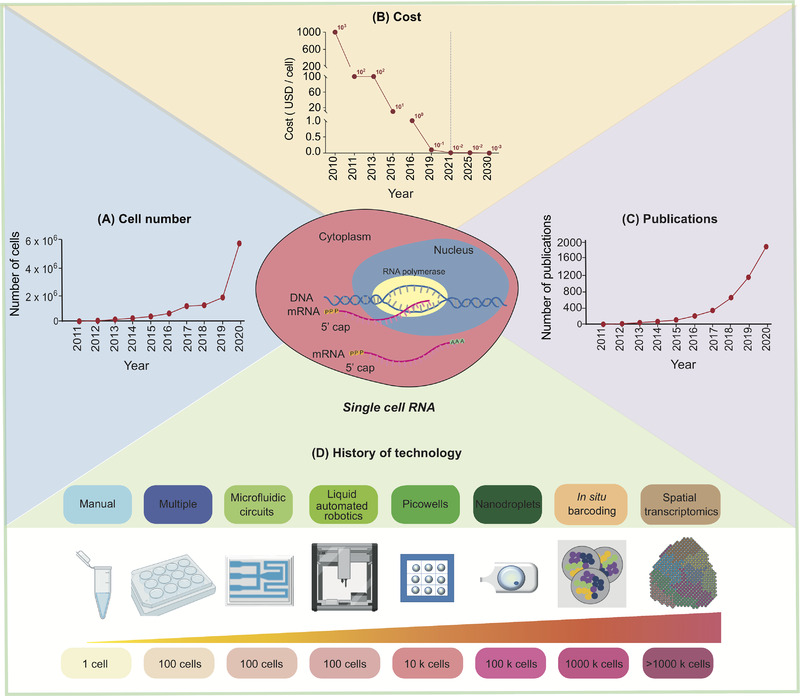 (B) Cost
Cost ( USD / cell)
1000
600
200
100
60
20
1.0
0.5
0.0
10³
10²
10²
10¹
10⁰
10⁻¹
10⁻²
10⁻²
10⁻³
2010
2011
2013
2015
2016
2019
2021
2025
2030
Year
(A) Cell number
Number of cells
6 x 10⁶
4 x 10⁶
2 x 10⁶
0
2011
2012
2013
2014
2015
2016
2017
2018
2019
2020
Year
Cytoplasm
Nucleus
RNA polymerase
DNA
mRNA
PPP
5′ cap
mRNA
PPP
AAA
5′ cap
Single cell RNA
(C) Publications
Number of publications
2000
1600
1200
800
400
0
2011
2012
2013
2014
2015
2016
2017
2018
2019
2020
Year
(D) History of technology
Manual
Multiple
Microfluidic
circuits
Liquid
automated
robotics
Picowells
Nanodroplets
In situ
barcoding
Spatial
transcriptomics
1 cell
100 cells
100 cells
100 cells
10 k cells
100 k cells
1000 k cells
>1000 k cells